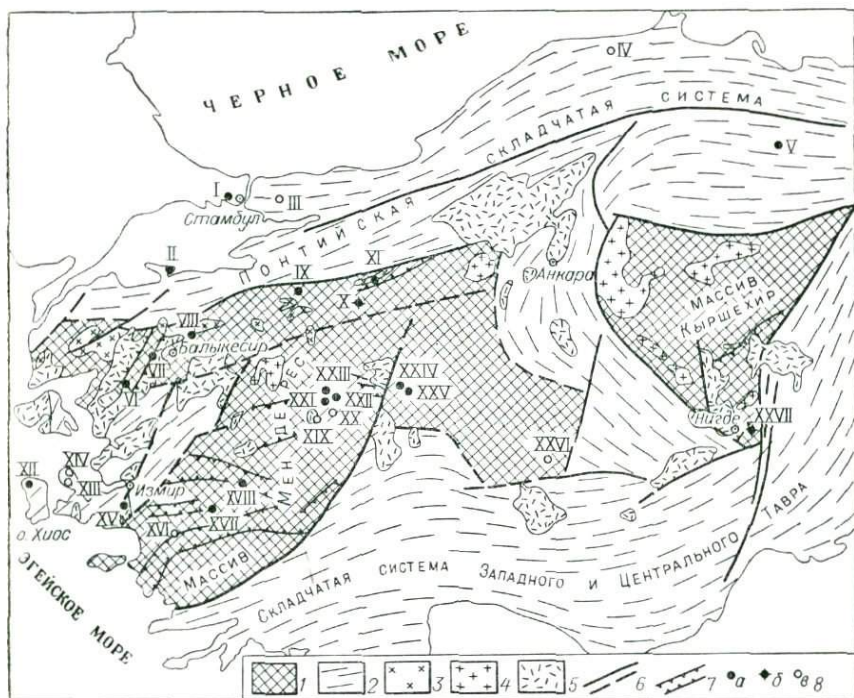 ЧЕРНОЕ МОРЕ
IV
СКЛАДЧАТАЯ СИСТЕМА
V
I
III
Стамбул
ПОНТИЙСКАЯ
II
IX
XI
X
Анкара
МАССИВ
КЫРШЕХИР
VIII
Балыкесир
VII
VI
МЕНДЕРЕС
XXIII
XXIV
XXI
XXII
XXV
XIX
XX
Нигде
XXVII
XXVI
XII
XIV
XIII
Измир
XVIII
XV
XVII
XVI
о. Хиос
МАССИВ
ЭГЕЙСКОЕ МОРЕ
СКЛАДЧАТАЯ СИСТЕМА ЗАПАДНОГО И ЦЕНТРАЛЬНОГО ТАВРА
1 2 3 4 5 6 7 а б в 8